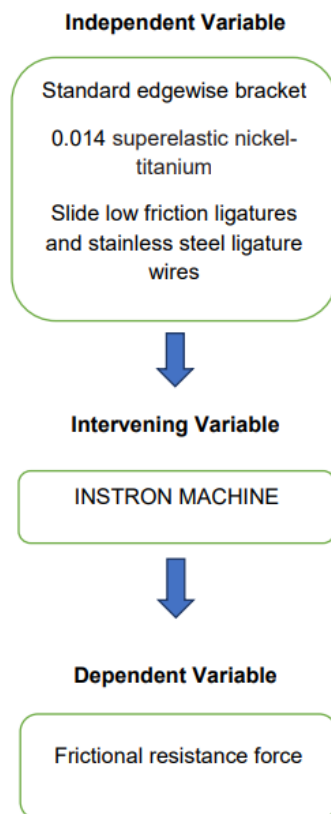 Independent Variable
Standard edgewise bracket
0.014 superelastic nickel-
titanium
Slide low friction ligatures
and stainless steel ligature
wires
Intervening Variable
INSTRON MACHINE
Dependent Variable
Frictional resistance force